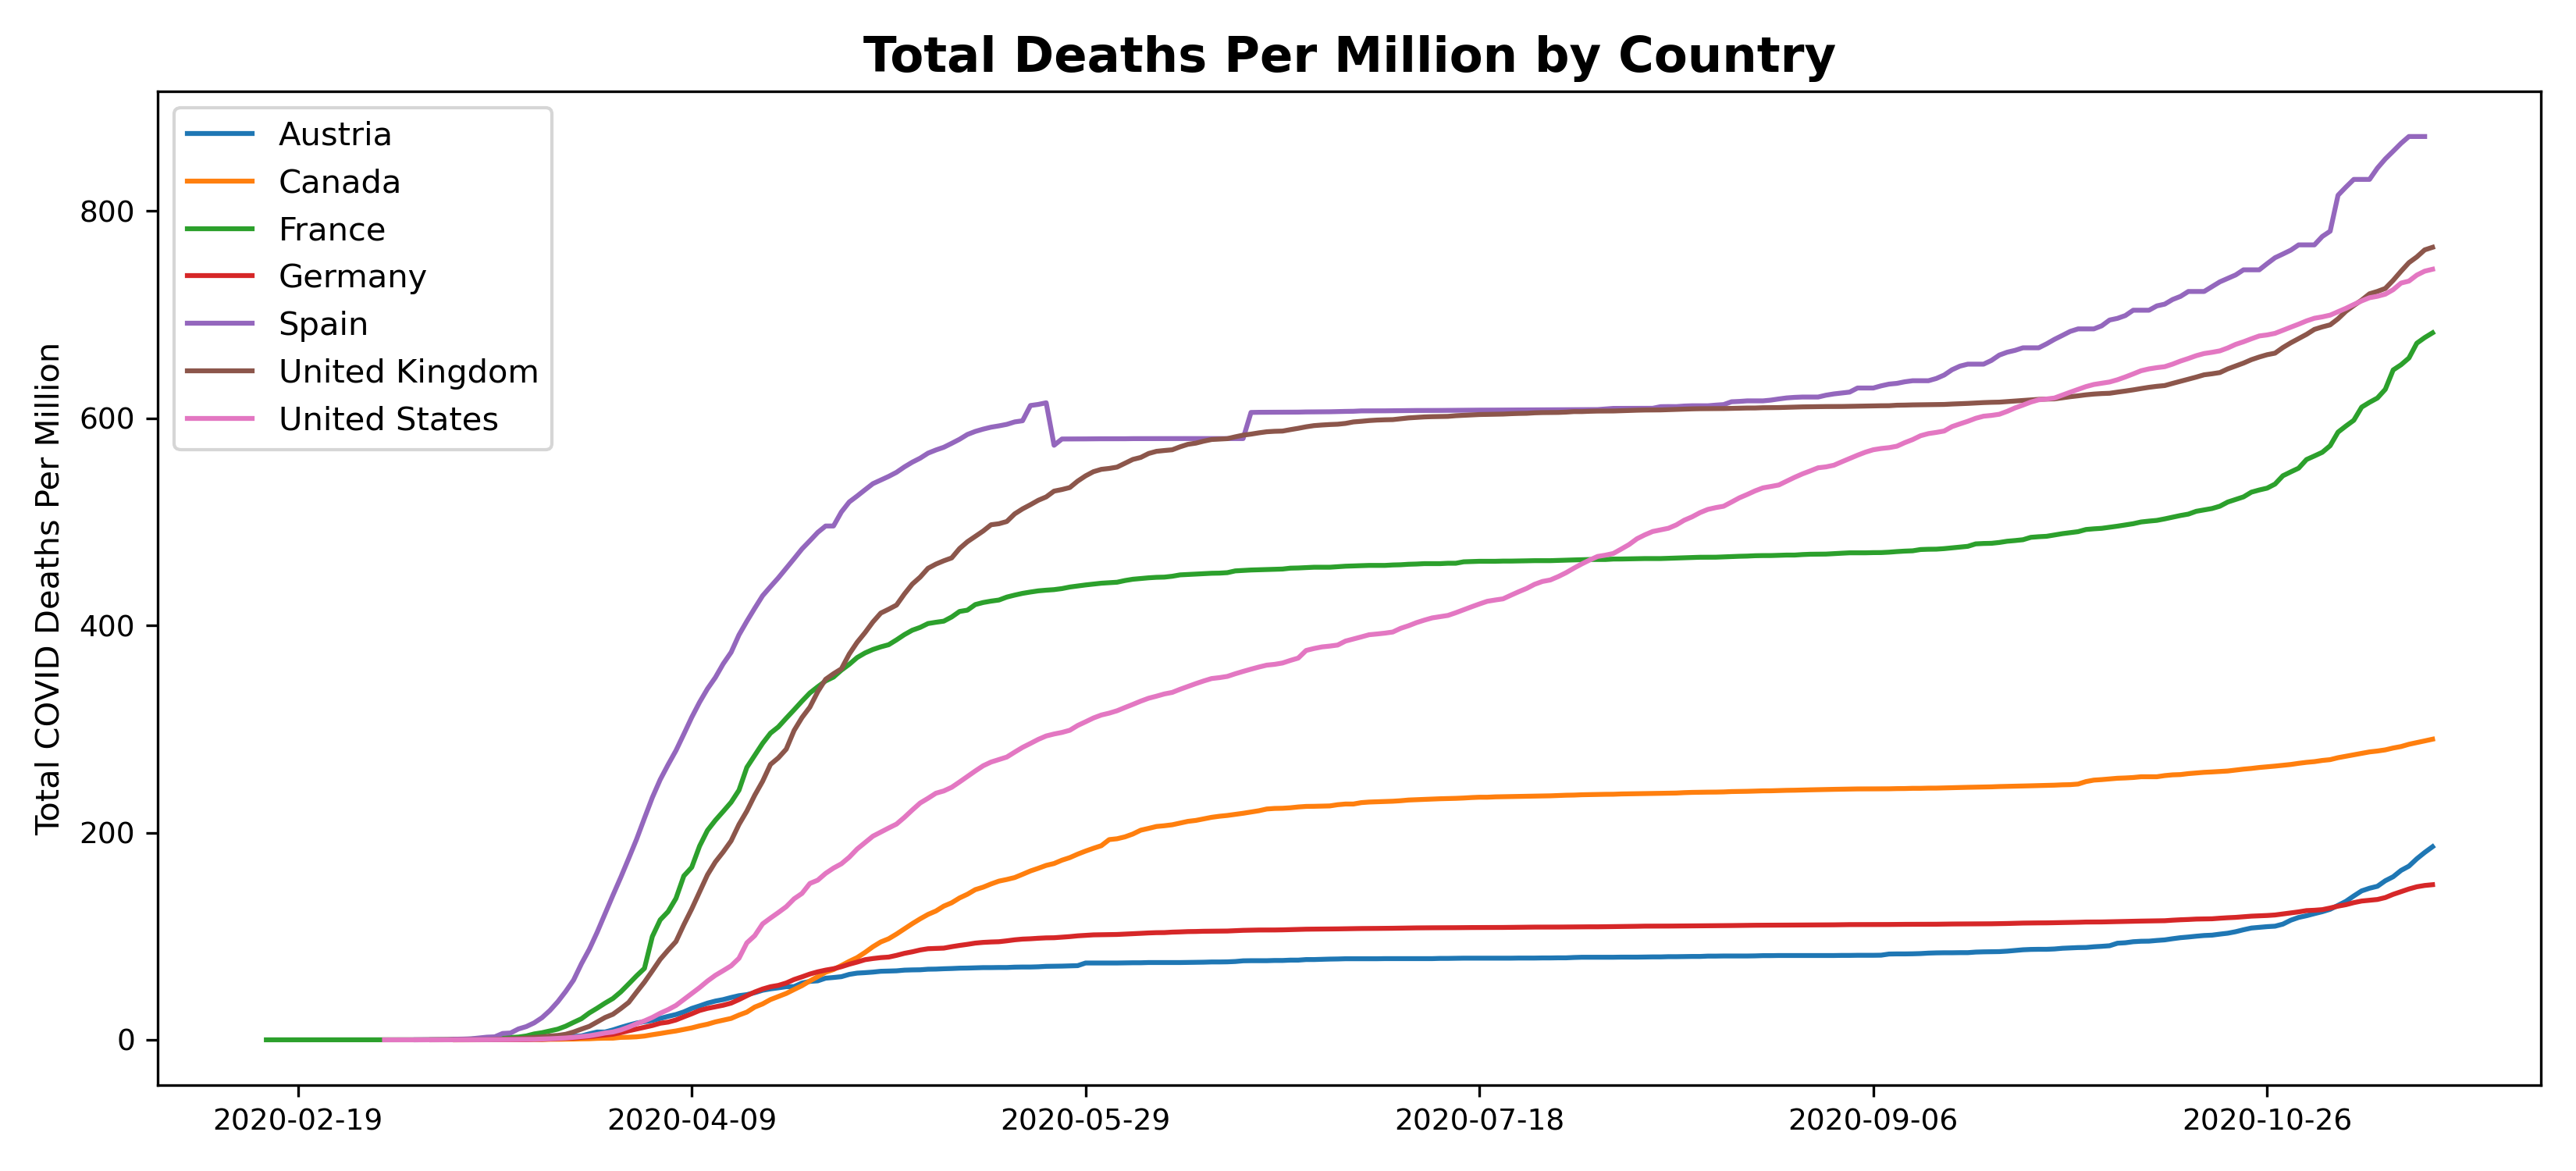 Total Deaths Per Million by Country
Austria
Canada
France
Germany
Spain
United Kingdom
United States
Total COVID Deaths Per Million
800
600
400
200
0
2020-02-19
2020-04-09
2020-05-29
2020-07-18
2020-09-06
2020-10-26